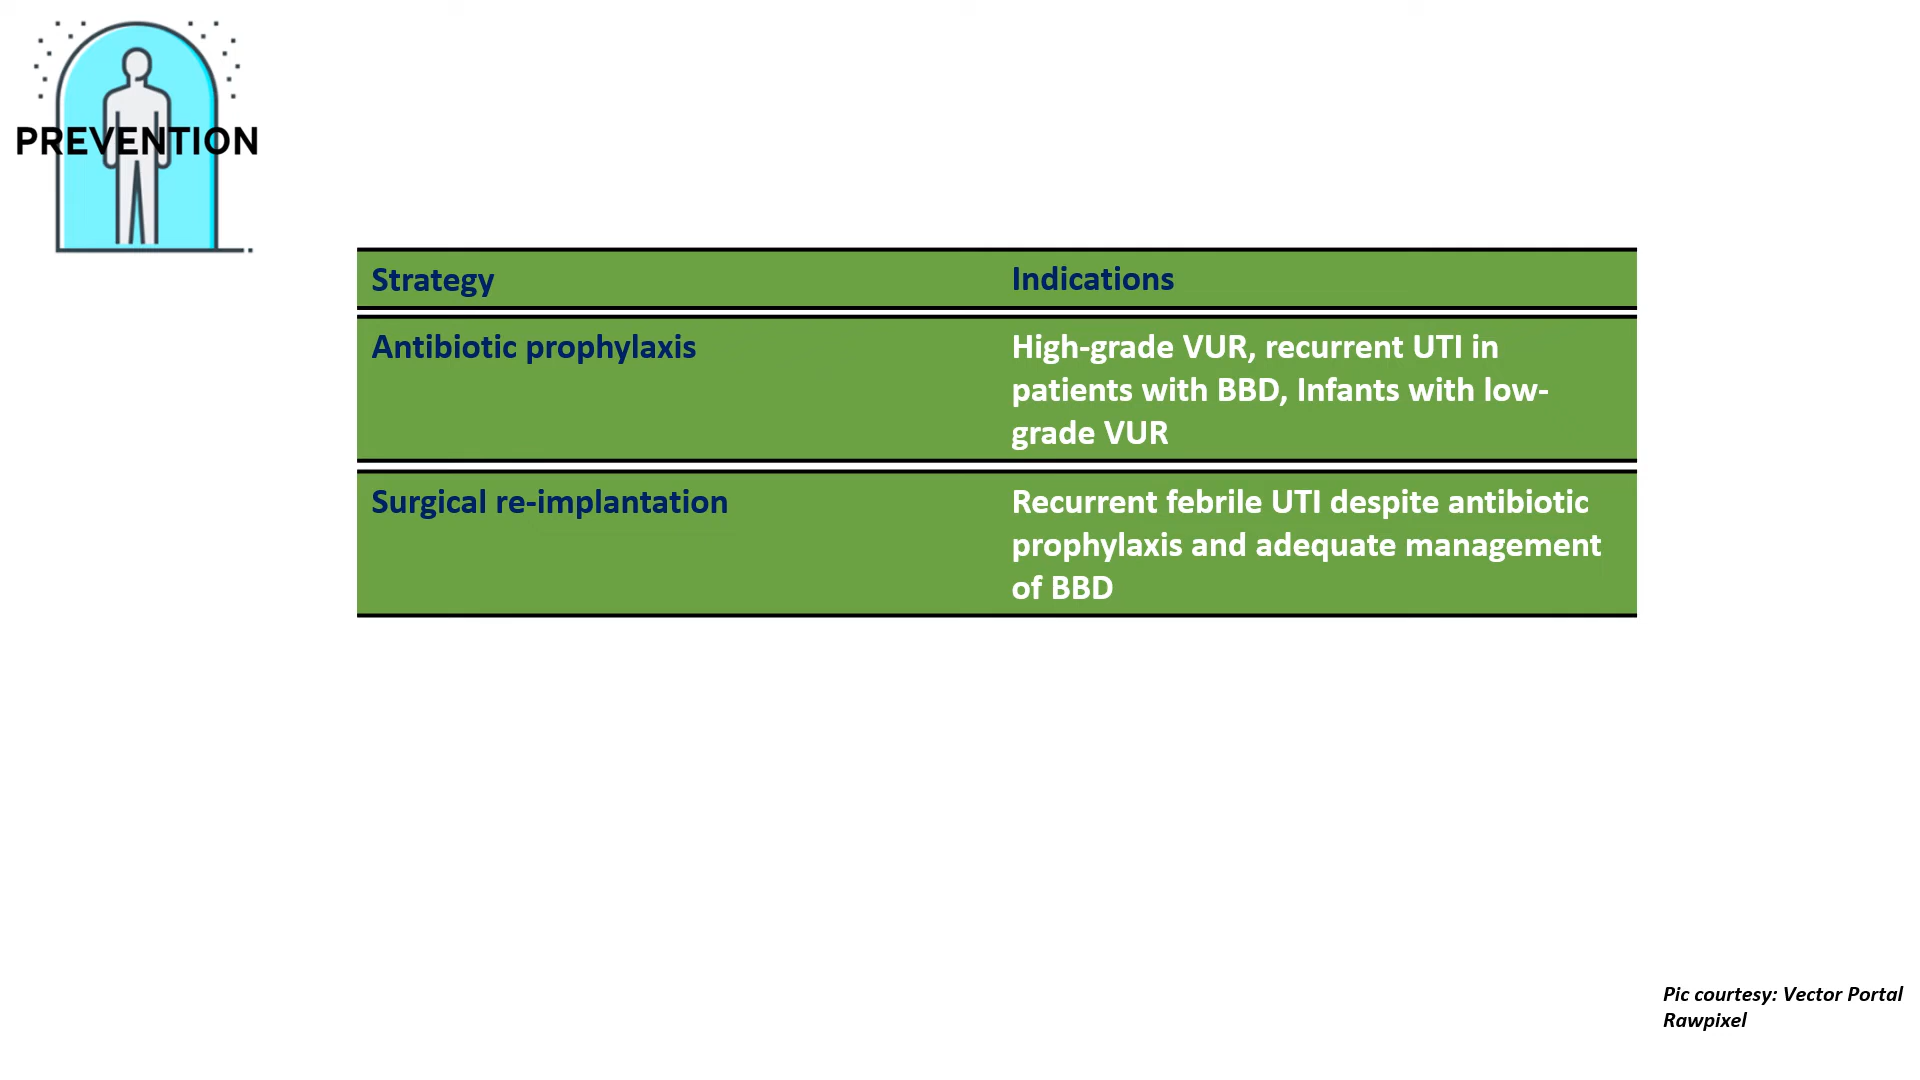 PREVENTION
Strategy
Indications
Antibiotic prophylaxis
High-grade VUR, recurrent UTI in
patients with BBD, Infants with low-
grade VUR
Surgical re-implantation
Recurrent febrile UTI despite antibiotic
prophylaxis and adequate management
of BBD
Pic courtesy: Vector Portal
Rawpixel